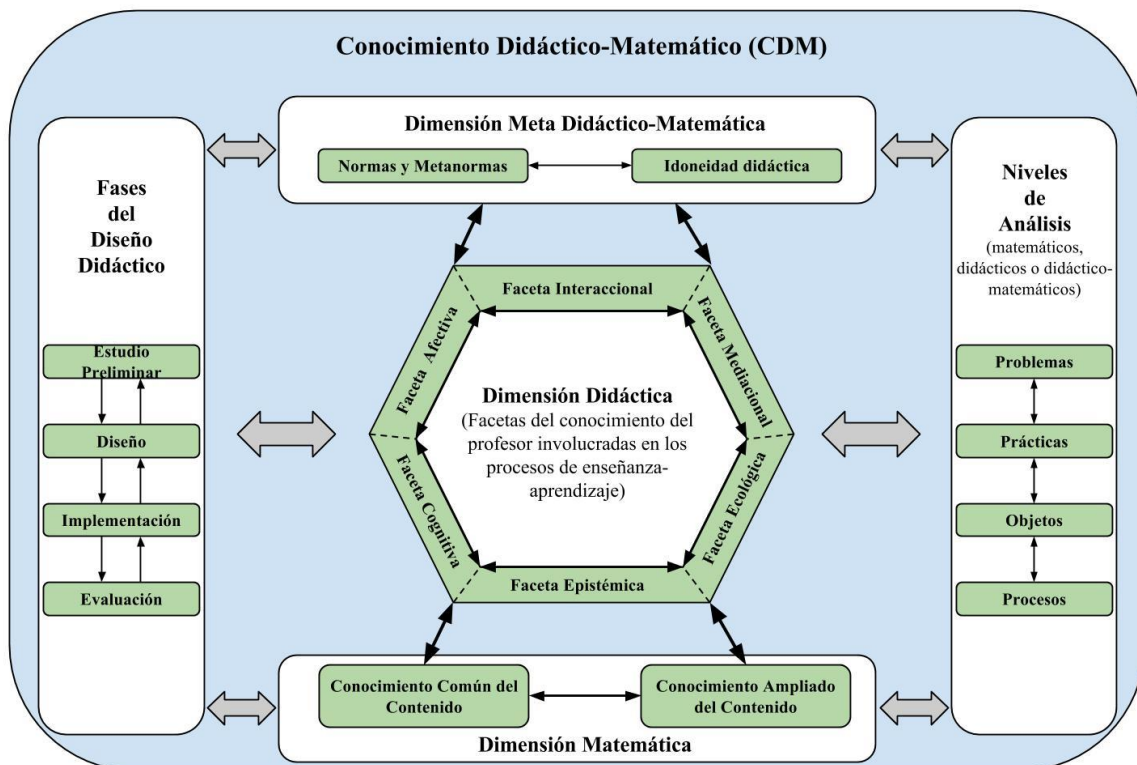 Conocimiento Didáctico-Matemático (CDM)
Dimensión Meta Didáctico-Matemática
Normas y Metanormas
Idoneidad didáctica
Fases
del
Diseño
Didáctico
Estudio
Preliminar
Diseño
Implementación
Evaluación
Faceta Interaccional
Faceta Afectiva
Faceta Mediacional
Dimensión Didáctica
(Facetas del conocimiento del
profesor involucradas en los
procesos de enseñanza-
aprendizaje)
Faceta Cognitiva
Faceta Ecológica
Faceta Epistémica
Niveles
de
Análisis
(matemáticos,
didácticos o didáctico-
matemáticos)
Problemas
Prácticas
Objetos
Procesos
Conocimiento Común del
Contenido
Conocimiento Ampliado
del Contenido
Dimensión Matemática